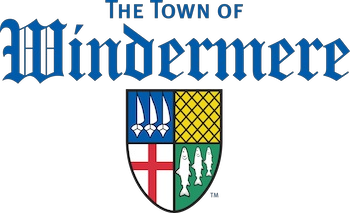 THE TOWN OF
Windermere
TM